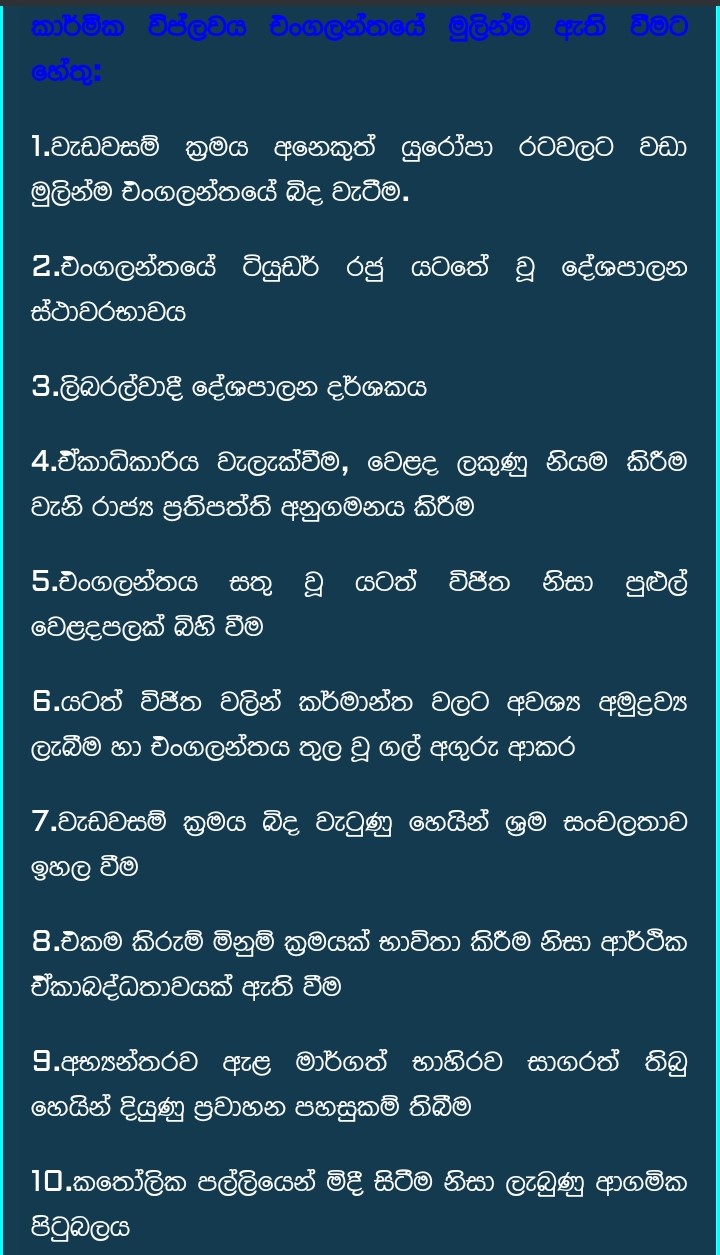 කාර්මික විප්ලවය එංගලන්තයේ මුලින්ම ඇති වීමට
හේතු:
1.වැඩවසම් ක්‍රමය අනෙකුත් යුරෝපා රටවලට වඩා
මුලින්ම එංගලන්තයේ බිද වැටීම.
2.එංගලන්තයේ ටියුඩර් රජු යටතේ වූ දේශපාලන
ස්ථාවරභාවය
3.ලිබරල්වාදී දේශපාලන දර්ශකය
4.ඒකාධිකාරිය වැලැක්වීම, වෙළඳ ලකුණු නියම කිරීම
වැනි රාජ්‍ය ප්‍රතිපත්ති අනුගමනය කිරීම
5.එංගලන්තය සතු වූ යටත් විජිත නිසා පුළුල්
වෙළදපලක් බිහි වීම
6.යටත් විජිත වලින් කර්මාන්ත වලට අවශ්‍ය අමුද්‍රව්‍ය
ලැබීම හා එංගලන්තය තුල වූ ගල් අගුරු ආකර
7.වැඩවසම් ක්‍රමය බිද වැටුණු හෙයින් ශ්‍රම සංචලතාව
ඉහල වීම
8.එකම කිරුම් මිනුම් ක්‍රමයක් භාවිතා කිරීම නිසා ආර්ථික
ඒකාබද්ධතාවයක් ඇති වීම
9.අභ්‍යන්තරව ඇළ මාර්ගත් භාහිරව සාගරත් තිබු
හෙයින් දියුණු ප්‍රවාහන පහසුකම් තිබීම
10.කතෝලික පල්ලියෙන් මිදී සිටීම නිසා ලැබුණු ආගමික
පිටුබලය